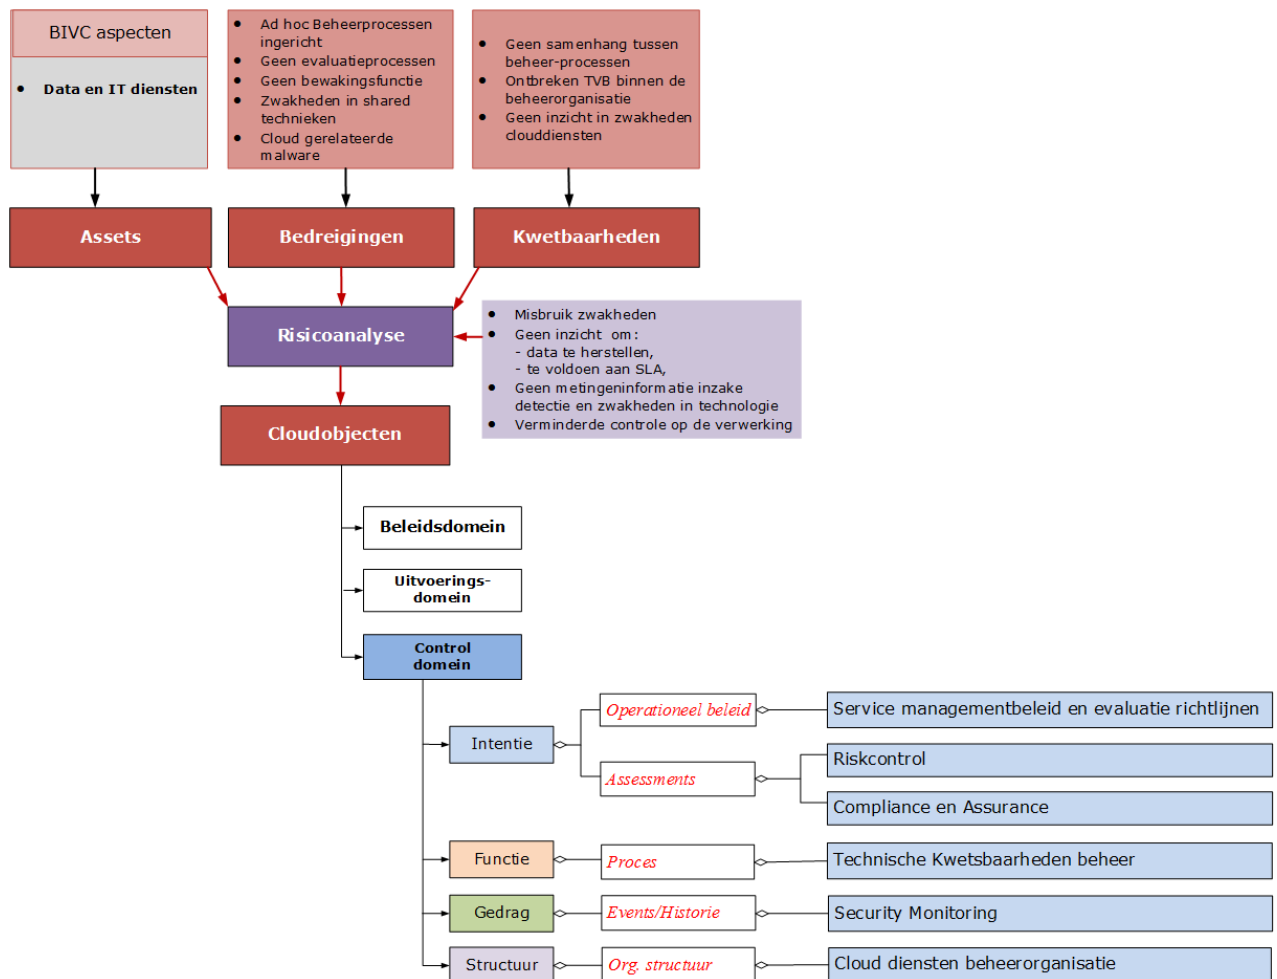 BIVC aspecten
• Data en IT diensten
• Ad hoc Beheerprocessen
ingericht
• Geen evaluatieprocessen
• Geen bewakingsfunctie
• Zwakheden in shared
technieken
• Cloud gerelateerde
malware
• Geen samenhang tussen
beheer-processen
• Ontbreken TVB binnen de
beheerorganisatie
• Geen inzicht in zwakheden
clouddiensten
Assets
Bedreigingen
Kwetbaarheden
Risicoanalyse
• Misbruik zwakheden
• Geen inzicht om:
- data te herstellen,
- te voldoen aan SLA,
• Geen metingeninformatie inzake
detectie en zwakheden in technologie
• Verminderde controle op de verwerking
Cloudobjecten
Beleidsdomein
Uitvoerings-
domein
Control
domein
Intentie
Operationeel beleid
Service managementbeleid en evaluatie richtlijnen
Assessments
Riskcontrol
Compliance en Assurance
Functie
Proces
Technische Kwetsbaarheden beheer
Gedrag
Events/Historie
Security Monitoring
Structuur
Org. structuur
Cloud diensten beheerorganisatie